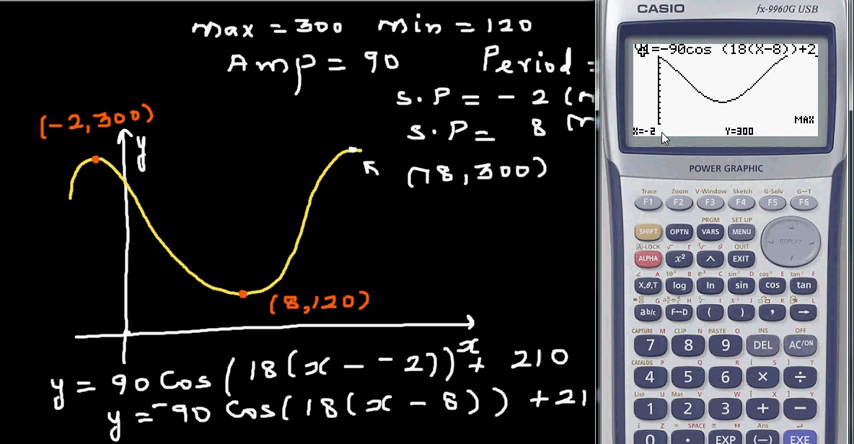 max = 300 min = 120
Amp = 90 Period =
S.P = - 2 (
S.P = 8
(-2,300)
y
(18,300)
(8,120)
x
y = 90 Cos (18(x - -2)) + 210
y = -90 Cos(18(x - 8)) + 21
CASIO fx-9960G USB
Y1=-90cos (18(X-8))+2
MAX
X=-2 Y=300
POWER GRAPHIC
Trace Zoom V-Window Sketch G-Solv G↔T
F1 F2 F3 F4 F5 F6
PRGM SET UP
SHIFT OPTN VARS MENU
A-LOCK √ QUIT
ALPHA x² ^ EXIT REPLAY
X,θ,T log ln sin cos tan
ab/c F↔D ( ) , →
CAPTURE CLIP PASTE INS OFF
7 8 9 DEL AC/ON
CATALOG
4 5 6 × ÷
List Mat
1 2 3 + −
0 . EXP (−) EXE